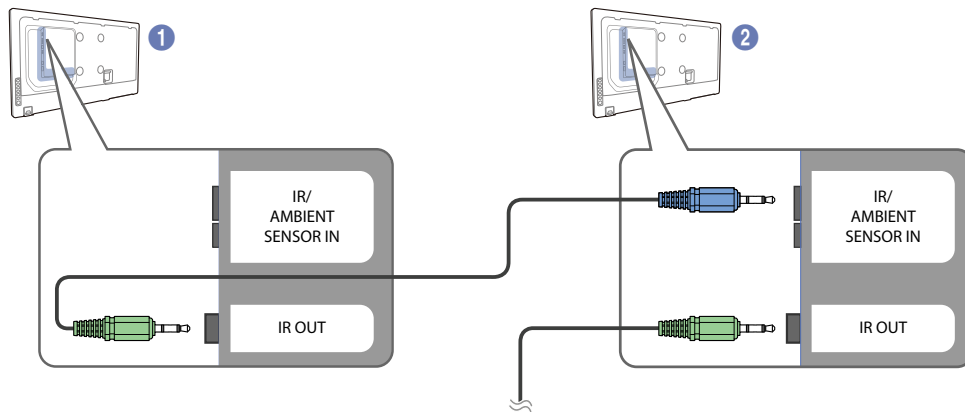 1
2
IR/
AMBIENT
SENSOR IN
IR OUT
IR/
AMBIENT
SENSOR IN
IR OUT